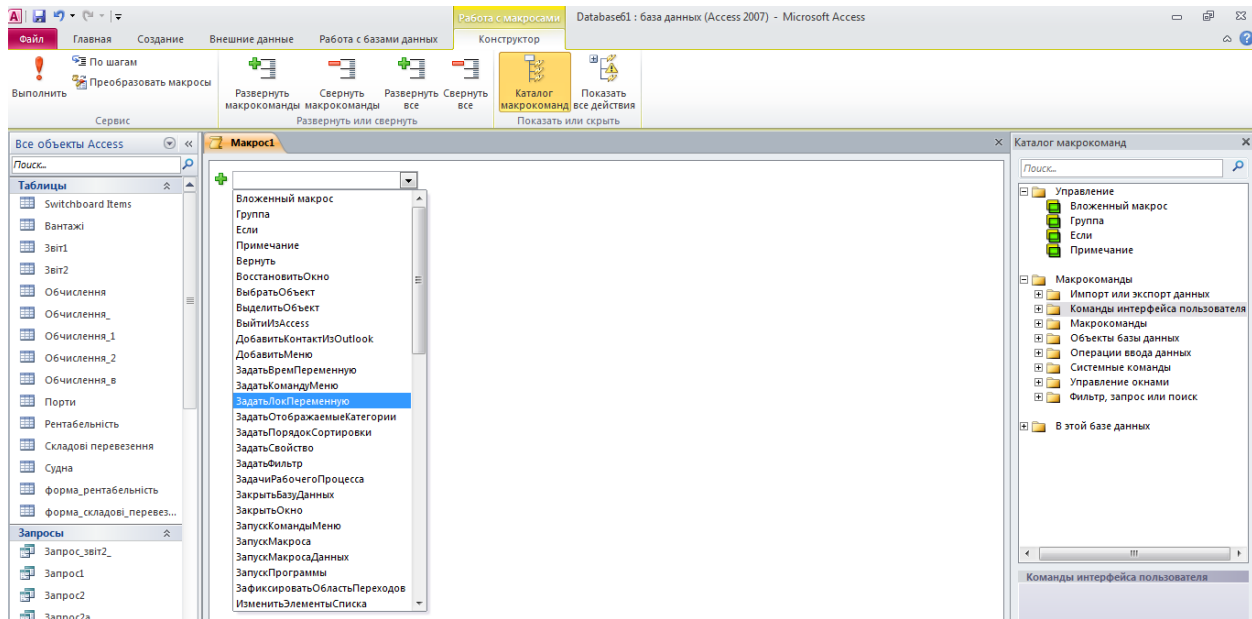 Работа с макросами
Database61 : база данных (Access 2007) - Microsoft Access
Файл
Главная
Создание
Внешние данные
Работа с базами данных
Конструктор
Выполнить
По шагам
Преобразовать макросы
Сервис
Развернуть макрокоманды
Свернуть макрокоманды
Развернуть все
Свернуть все
Развернуть или свернуть
Каталог макрокоманд
Показать все действия
Показать или скрыть
Все объекты Access
Поиск...
Таблицы
Switchboard Items
Вантажі
Звіт1
Звіт2
Обчислення
Обчислення_
Обчислення_1
Обчислення_2
Обчислення_в
Порти
Рентабельність
Складові перевезення
Судна
форма_рентабельність
форма_складові_перевез...
Запросы
Запрос_звіт2_
Запрос1
Запрос2
Запрос2а
Макрос1
Вложенный макрос
Группа
Если
Примечание
Вернуть
ВосстановитьОкно
ВыбратьОбъект
ВыделитьОбъект
ВыйтиИзAccess
ДобавитьКонтактИзOutlook
ДобавитьМеню
ЗадатьВремПеременную
ЗадатьКомандуМеню
ЗадатьЛокПеременную
ЗадатьОтображаемыеКатегории
ЗадатьПорядокСортировки
ЗадатьСвойство
ЗадатьФильтр
ЗадачиРабочегоПроцесса
ЗакрытьБазуДанных
ЗакрытьОкно
ЗапускКомандыМеню
ЗапускМакроса
ЗапускМакросаДанных
ЗапускПрограммы
ЗафиксироватьОбластьПереходов
ИзменитьЭлементыСписка
Каталог макрокоманд
Поиск...
Управление
Вложенный макрос
Группа
Если
Примечание
Макрокоманды
Импорт или экспорт данных
Команды интерфейса пользователя
Макрокоманды
Объекты базы данных
Операции ввода данных
Системные команды
Управление окнами
Фильтр, запрос или поиск
В этой базе данных
Команды интерфейса пользователя